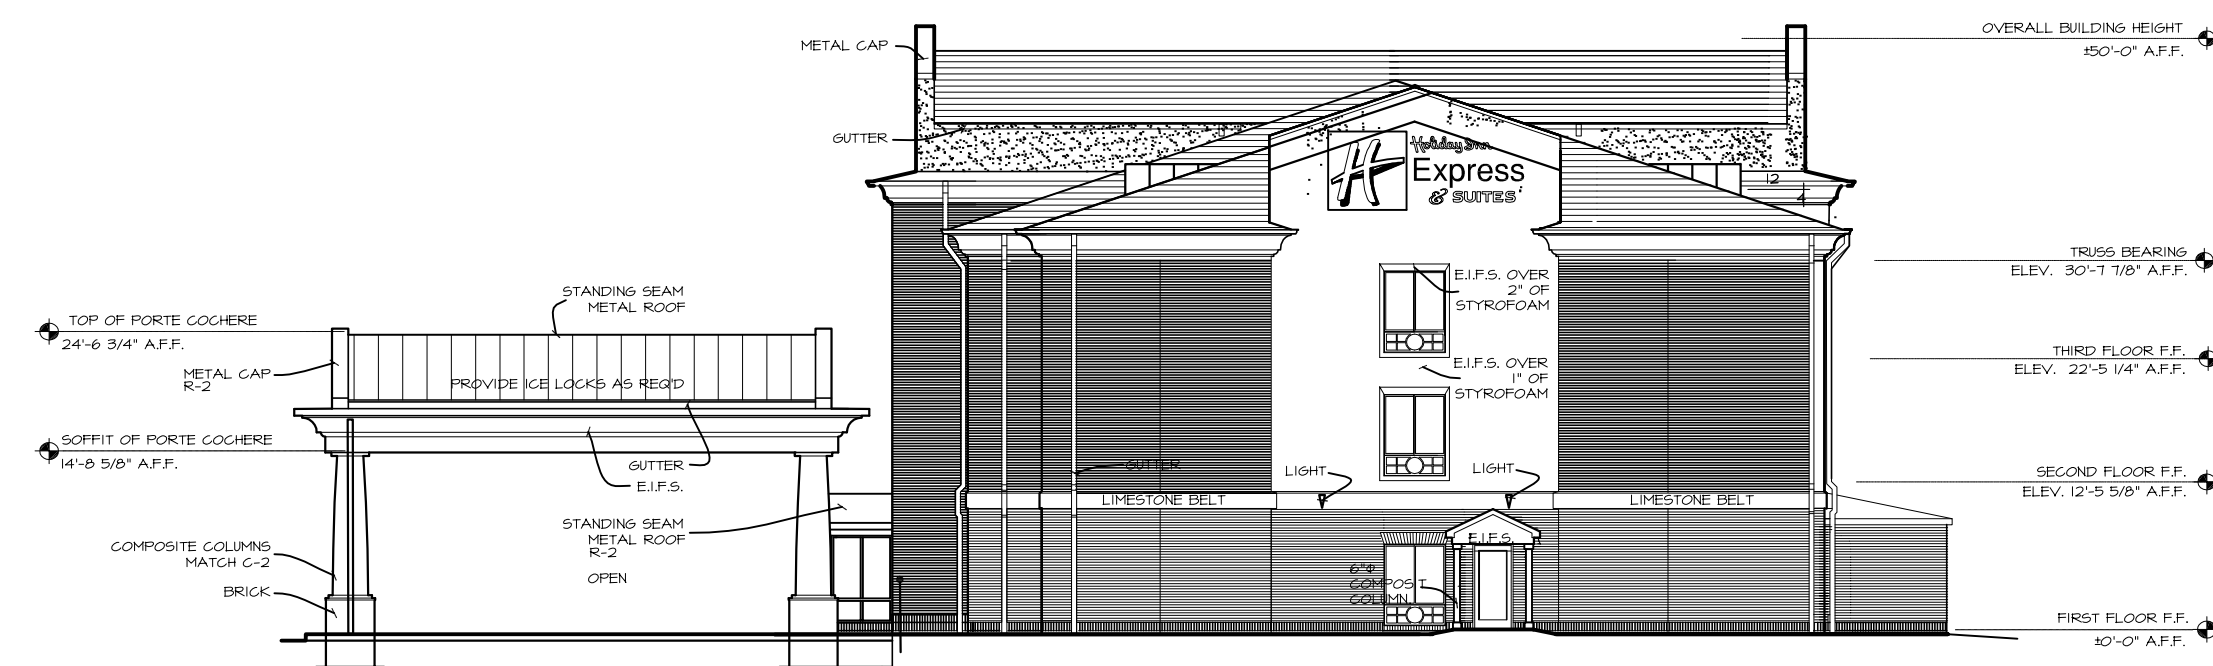 OVERALL BUILDING HEIGHT
±50'-0" A.F.F.
METAL CAP
GUTTER
Holiday Inn
Express
& SUITES
12
4
TRUSS BEARING
ELEV. 30'-7 7/8" A.F.F.
E.I.F.S. OVER
2" OF
STYROFOAM
STANDING SEAM
METAL ROOF
TOP OF PORTE COCHERE
24'-6 3/4" A.F.F.
THIRD FLOOR F.F.
ELEV. 22'-5 1/4" A.F.F.
E.I.F.S. OVER
1" OF
STYROFOAM
METAL CAP
R-2
PROVIDE ICE LOCKS AS REQ'D
SOFFIT OF PORTE COCHERE
14'-8 5/8" A.F.F.
GUTTER
E.I.F.S.
GUTTER
LIGHT
LIGHT
SECOND FLOOR F.F.
ELEV. 12'-5 5/8" A.F.F.
LIMESTONE BELT
LIMESTONE BELT
STANDING SEAM
METAL ROOF
R-2
E.I.F.S.
COMPOSITE COLUMNS
MATCH C-2
OPEN
6"Φ
COMPOSIT
COLUMN.
BRICK
FIRST FLOOR F.F.
±0'-0" A.F.F.